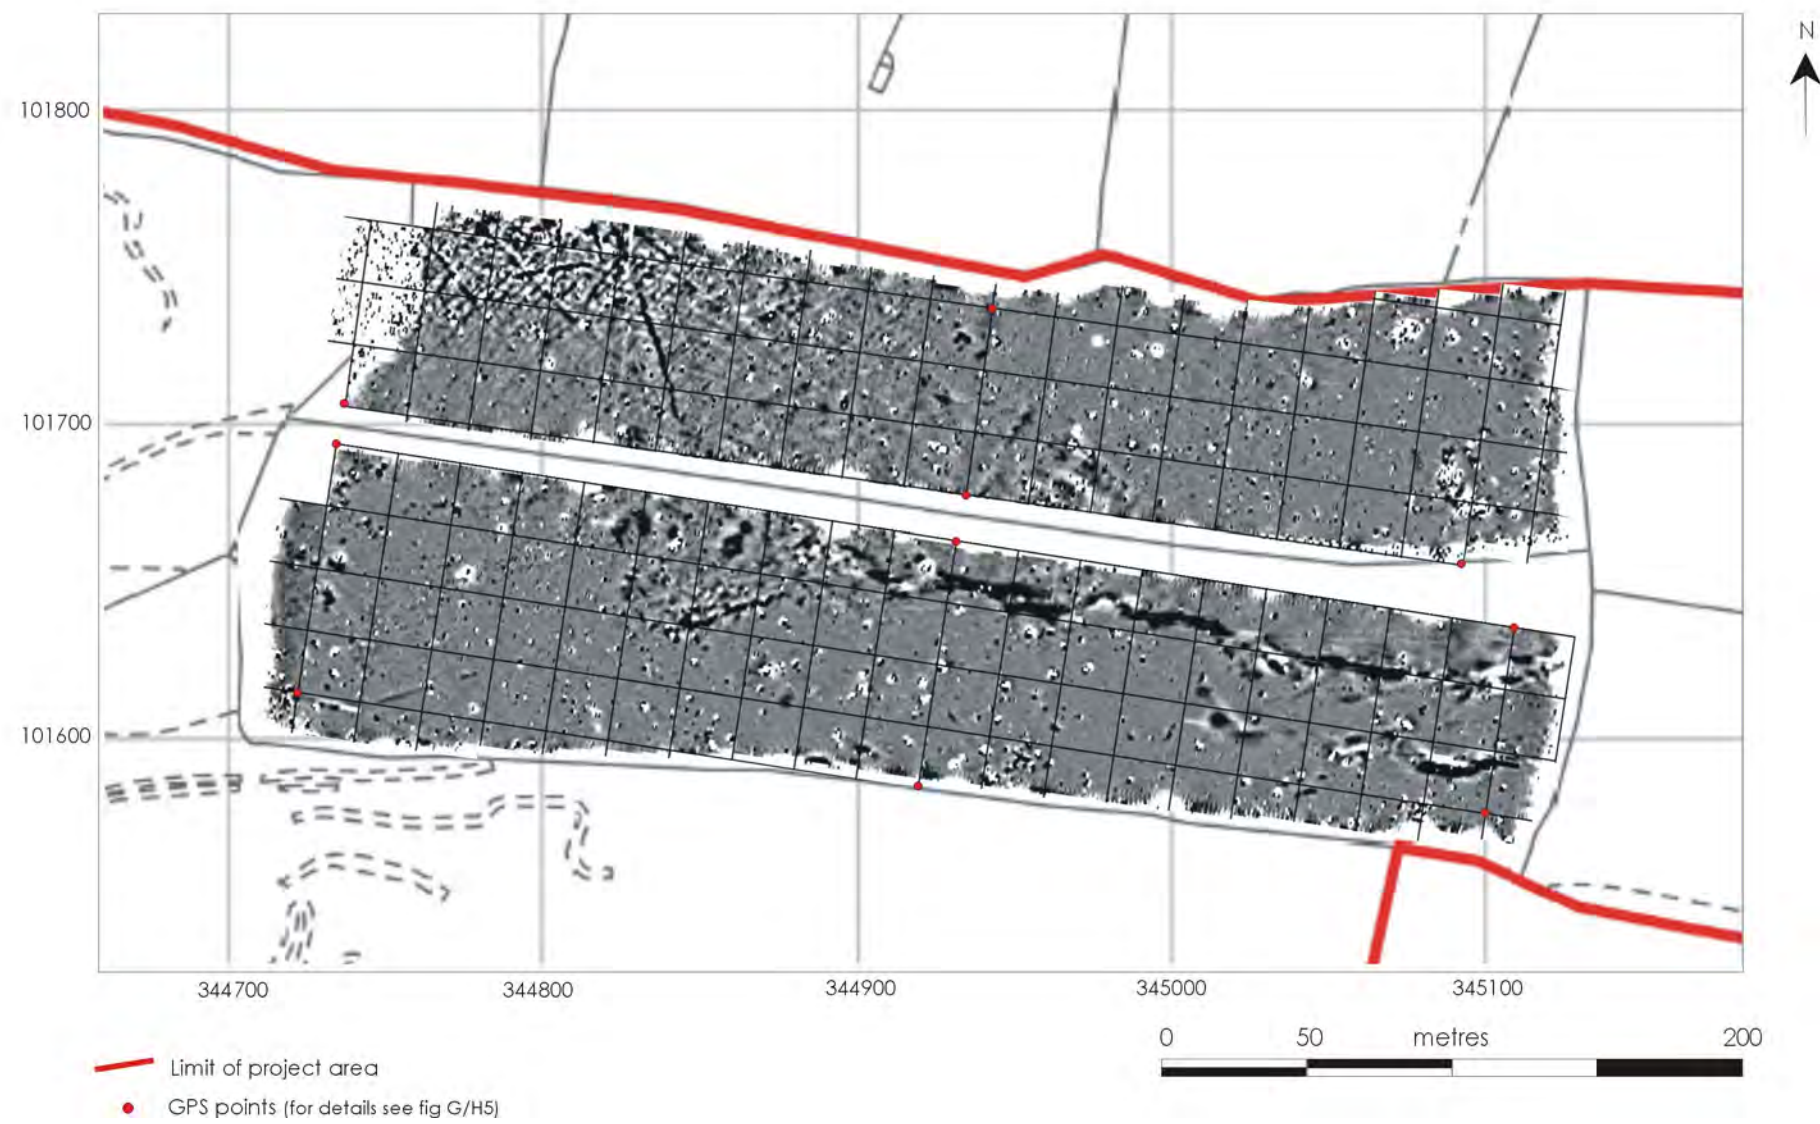 N
101800
101700
101600
344700 344800 344900 345000 345100
0 50 metres 200
Limit of project area
GPS points (for details see fig G/H5)